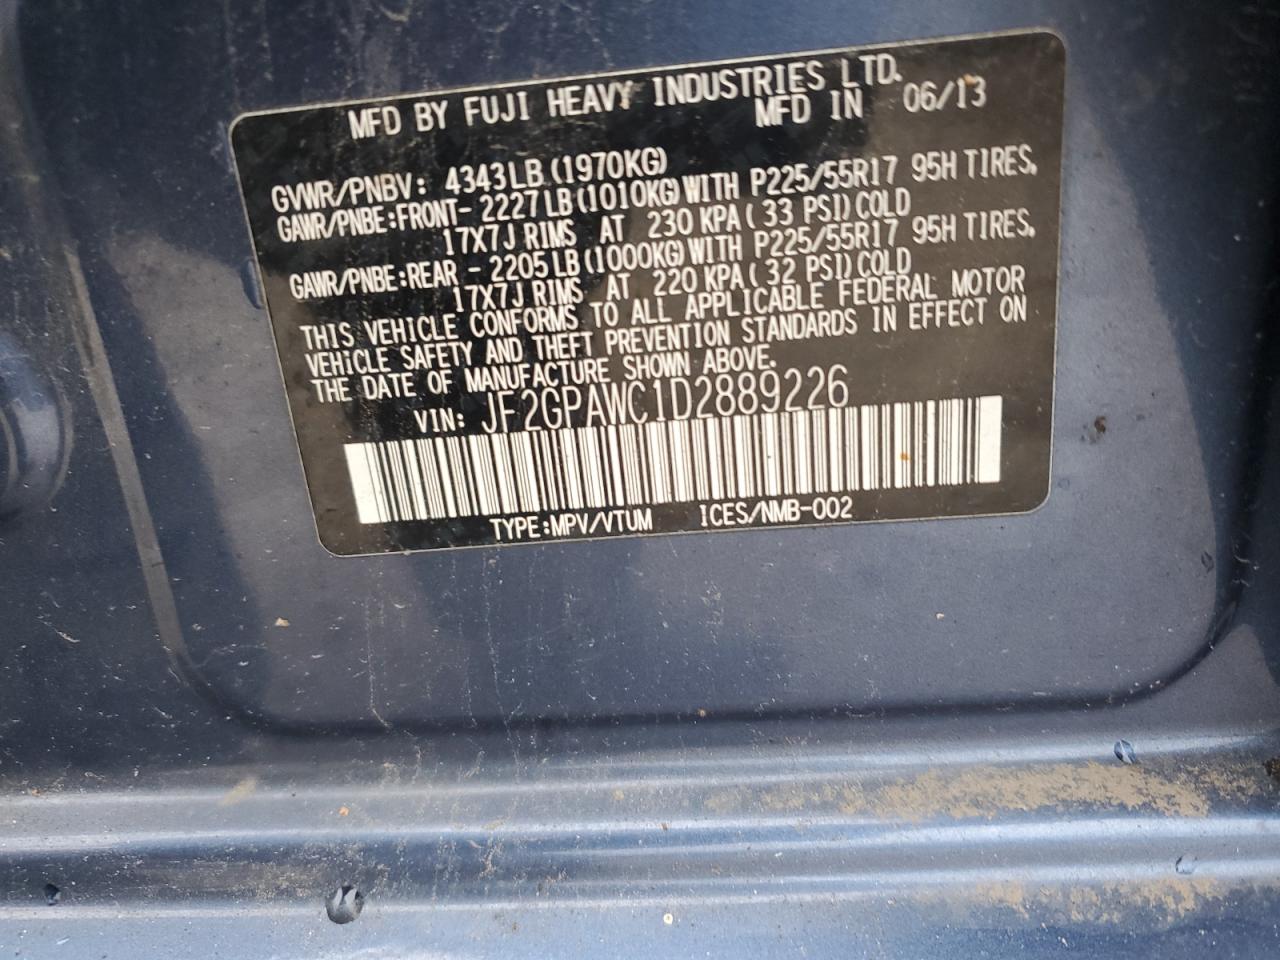 MFD BY FUJI HEAVY INDUSTRIES LTD.
MFD IN 06/13
GVWR/PNBV: 4343LB(1970KG)
GAWR/PNBE:FRONT-2227LB(1010KG)WITH P225/55R17 95H TIRES,
17X7J RIMS AT 230 KPA(33 PSI)COLD
GAWR/PNBE:REAR -2205LB(1000KG)WITH P225/55R17 95H TIRES,
17X7J RIMS AT 220 KPA(32 PSI)COLD
THIS VEHICLE CONFORMS TO ALL APPLICABLE FEDERAL MOTOR
VEHICLE SAFETY AND THEFT PREVENTION STANDARDS IN EFFECT ON
THE DATE OF MANUFACTURE SHOWN ABOVE.
VIN: JF2GPAWC1D2889226
TYPE:MPV/VTUM ICES/NMB-002